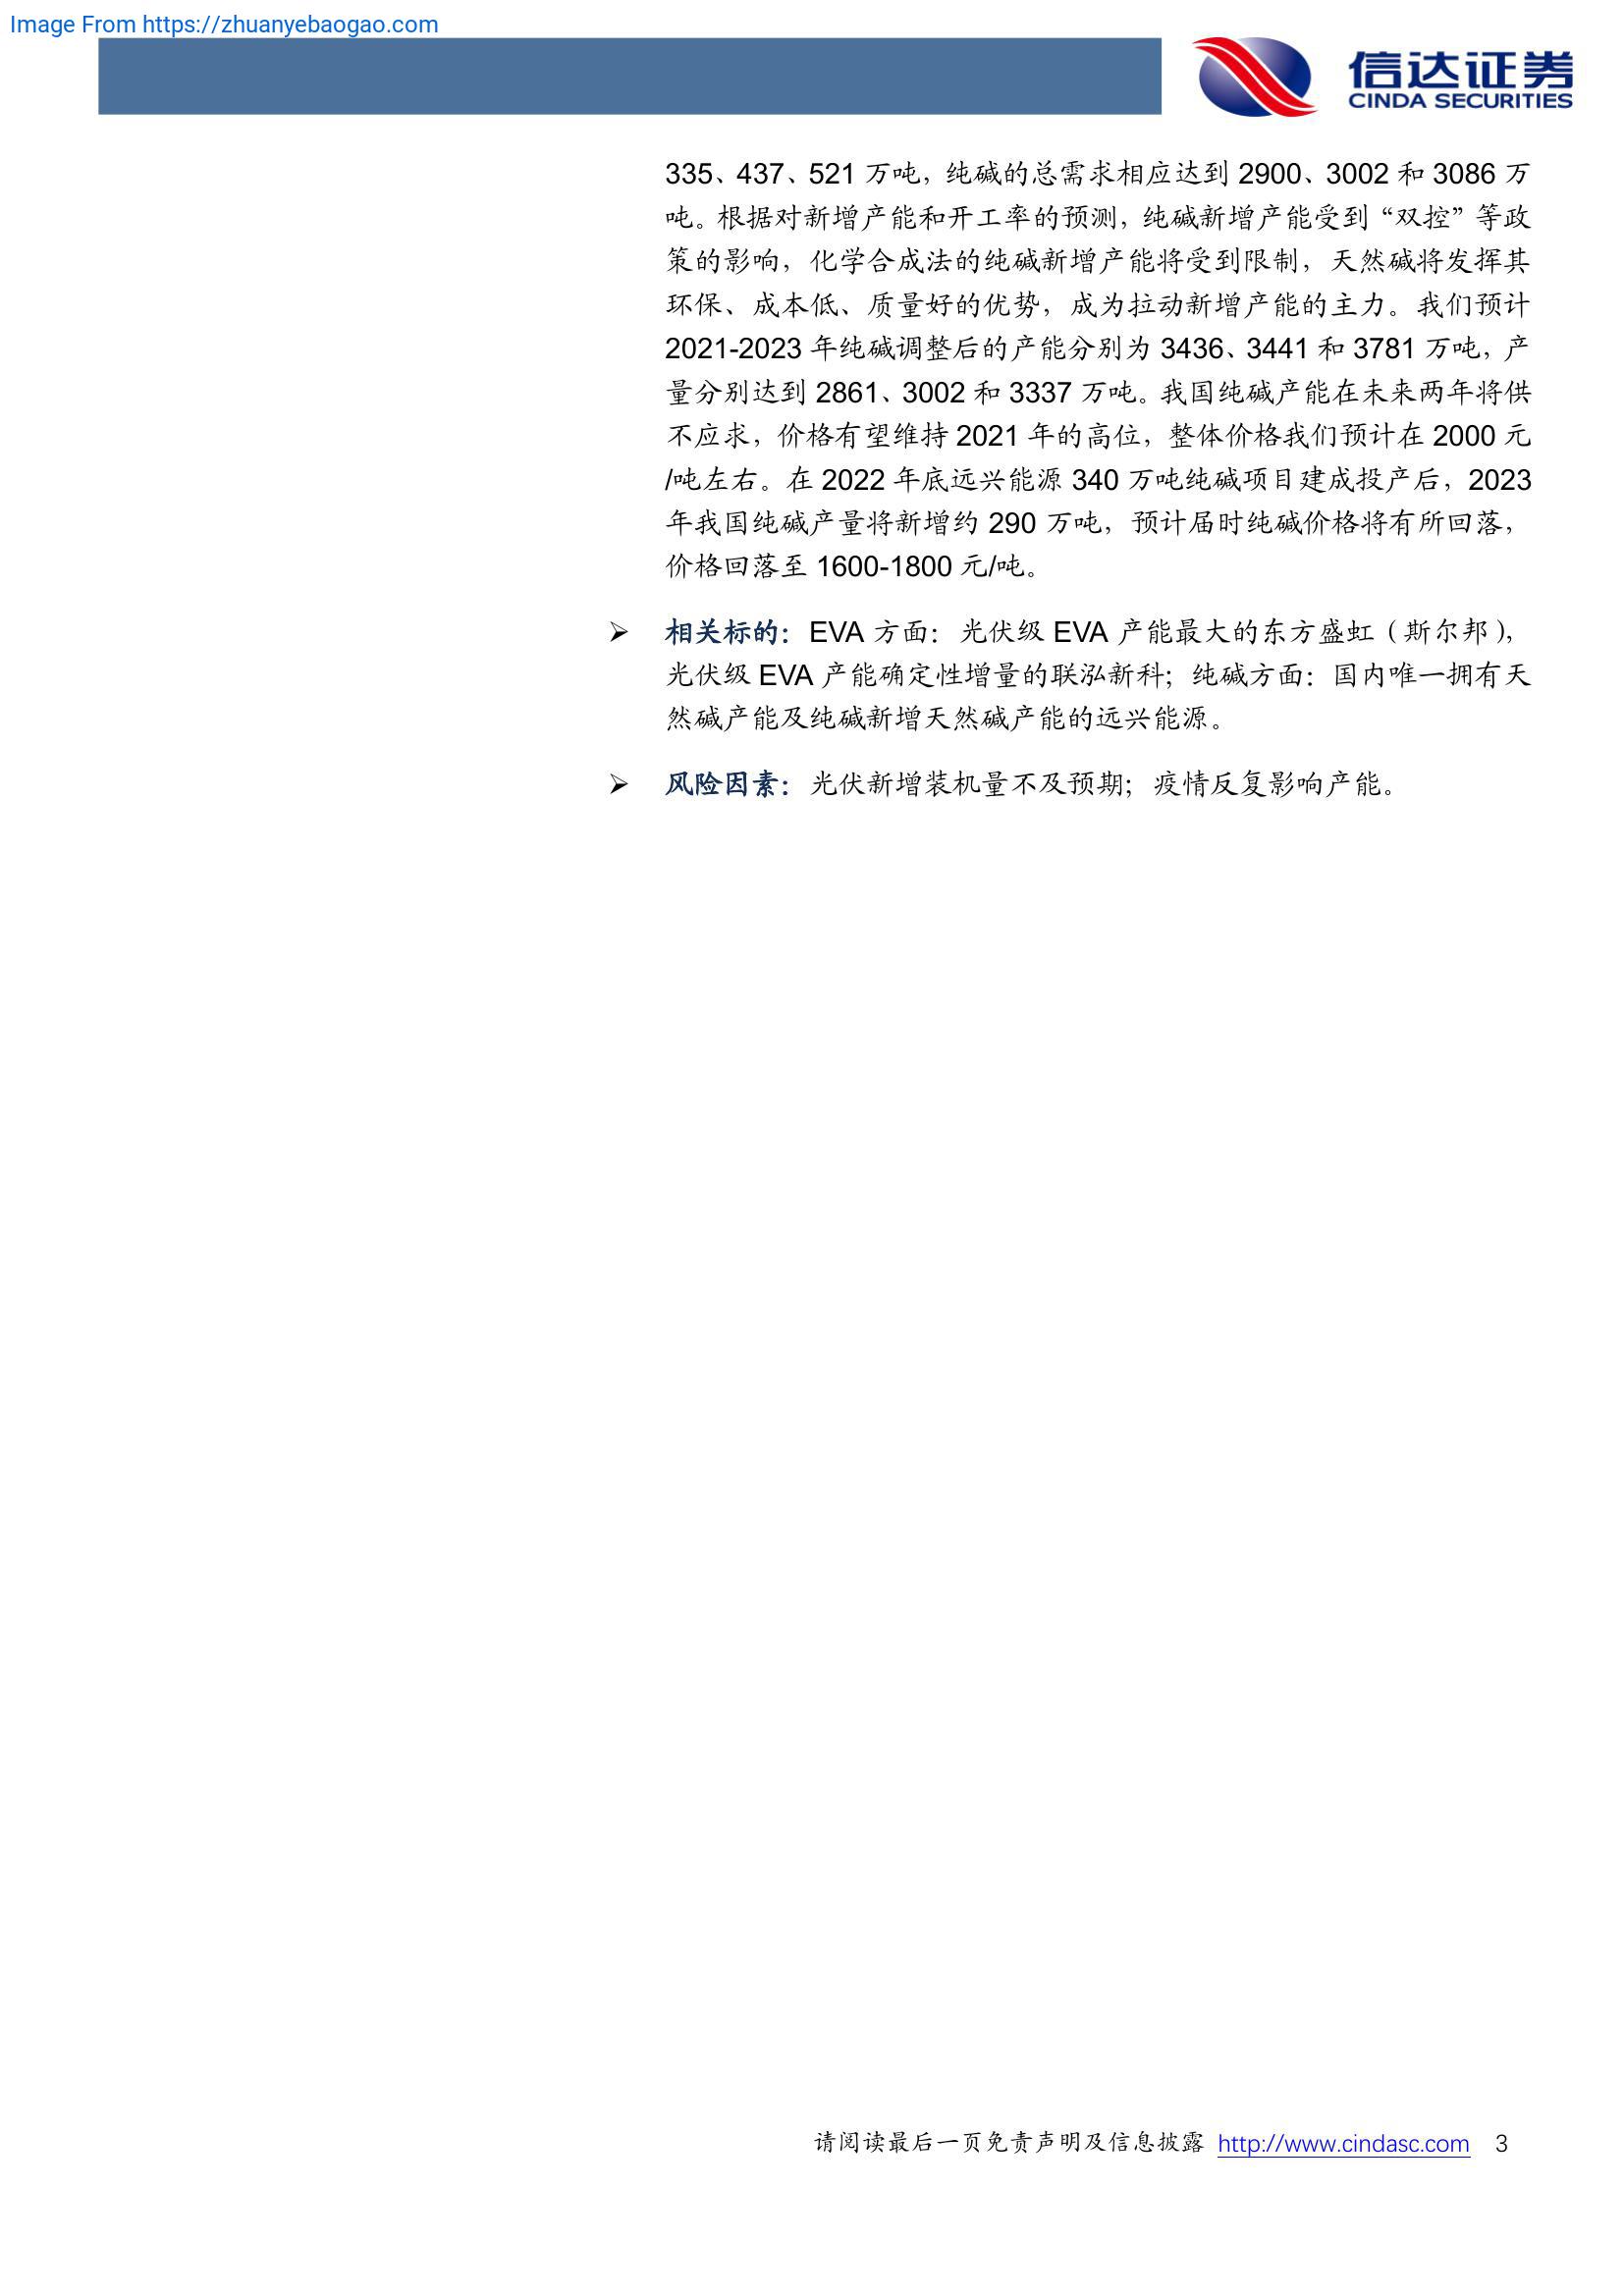 Image From https://zhuanyebaogao.com
信达证券
CINDA SECURITIES
335、437、521 万吨，纯碱的总需求相应达到 2900、3002 和 3086 万
吨。根据对新增产能和开工率的预测，纯碱新增产能受到“双控”等政
策的影响，化学合成法的纯碱新增产能将受到限制，天然碱将发挥其
环保、成本低、质量好的优势，成为拉动新增产能的主力。我们预计
2021-2023 年纯碱调整后的产能分别为 3436、3441 和 3781 万吨，产
量分别达到 2861、3002 和 3337 万吨。我国纯碱产能在未来两年将供
不应求，价格有望维持 2021 年的高位，整体价格我们预计在 2000 元
/吨左右。在 2022 年底远兴能源 340 万吨纯碱项目建成投产后，2023
年我国纯碱产量将新增约 290 万吨，预计届时纯碱价格将有所回落，
价格回落至 1600-1800 元/吨。
➢ 相关标的：EVA 方面：光伏级 EVA 产能最大的东方盛虹（斯尔邦），
光伏级 EVA 产能确定性增量的联泓新科；纯碱方面：国内唯一拥有天
然碱产能及纯碱新增天然碱产能的远兴能源。
➢ 风险因素：光伏新增装机量不及预期；疫情反复影响产能。
请阅读最后一页免责声明及信息披露 http://www.cindasc.com 3